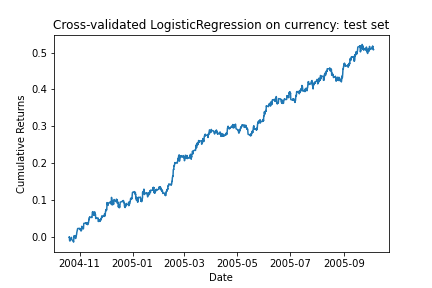 Cross-validated LogisticRegression on currency: test set
0.5
0.4
0.3
0.2
0.1
0.0
Cumulative Returns
2004-11 2005-01 2005-03 2005-05 2005-07 2005-09
Date